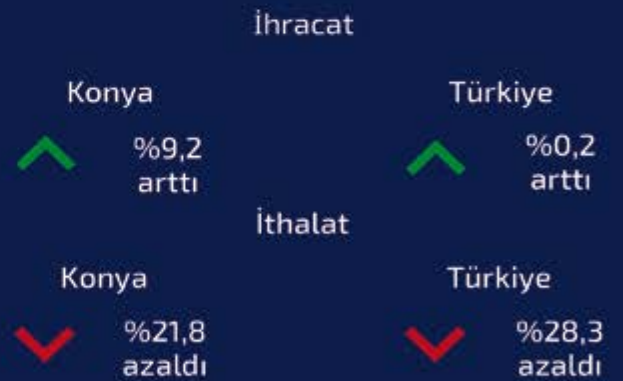 İhracat
Konya
Türkiye
%9,2
arttı
%0,2
arttı
İthalat
Konya
Türkiye
%21,8
azaldı
%28,3
azaldı